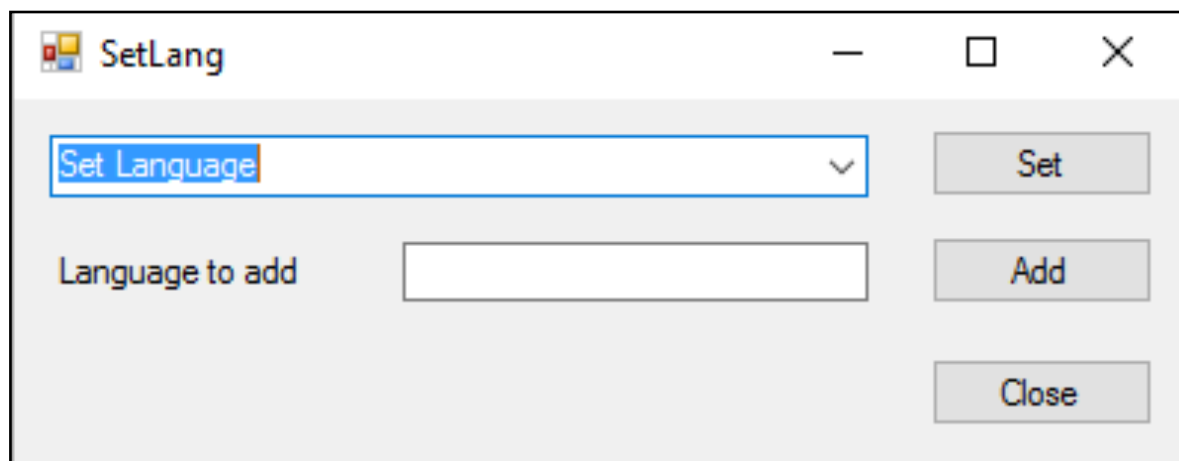 SetLang
Set Language
Set
Language to add
Add
Close